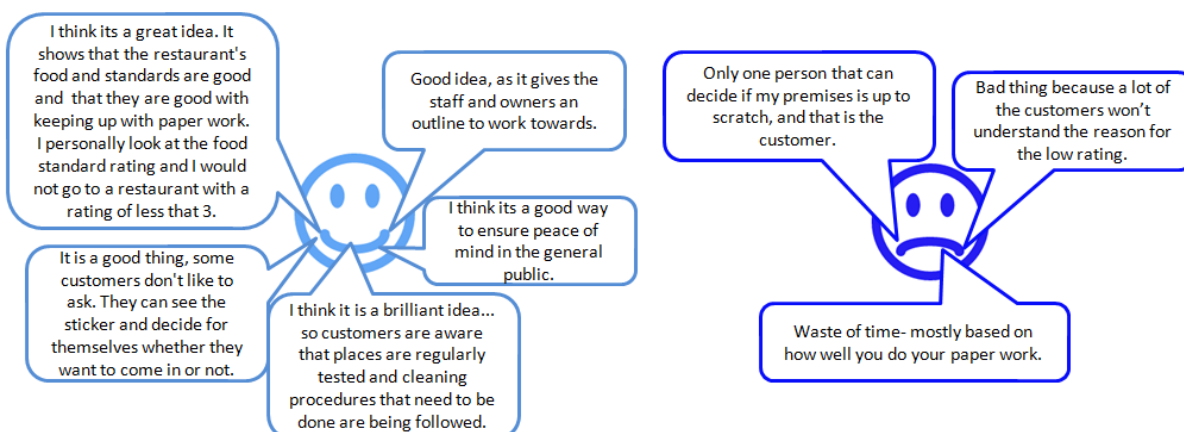 I think its a great idea. It
shows that the restaurant's
food and standards are good
and that they are good with
keeping up with paper work.
I personally look at the food
standard rating and I would
not go to a restaurant with a
rating of less that 3.
Good idea, as it gives the
staff and owners an
outline to work towards.
I think its a good way
to ensure peace of
mind in the general
public.
It is a good thing, some
customers don't like to
ask. They can see the
sticker and decide for
themselves whether they
want to come in or not.
I think it is a brilliant idea...
so customers are aware
that places are regularly
tested and cleaning
procedures that need to be
done are being followed.
Only one person that can
decide if my premises is up to
scratch, and that is the
customer.
Bad thing because a lot of
the customers won’t
understand the reason for
the low rating.
Waste of time- mostly based on
how well you do your paper work.